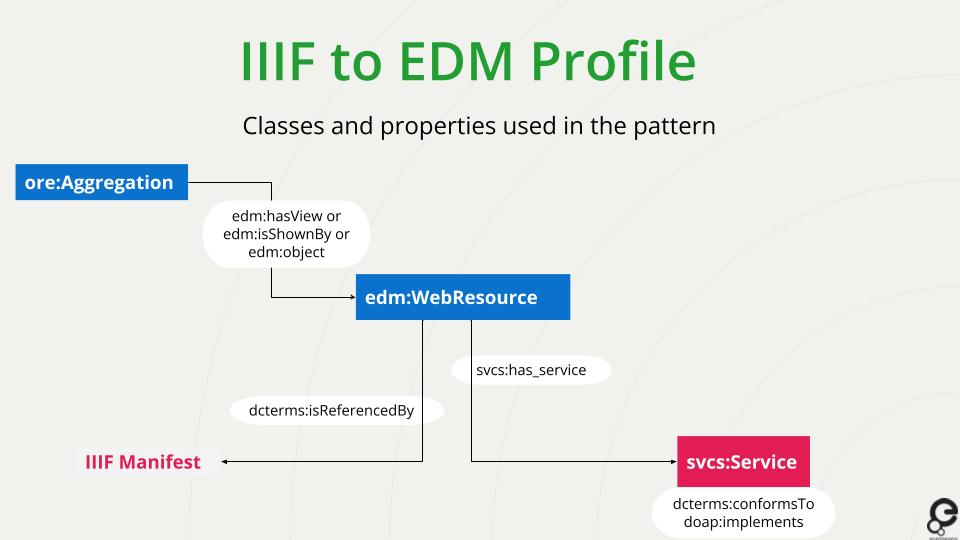 IIIF to EDM Profile
Classes and properties used in the pattern
ore:Aggregation
edm:hasView or
edm:isShownBy or
edm:object
edm:WebResource
svcs:has_service
dcterms:isReferencedBy
IIIF Manifest
svcs:Service
dcterms:conformsTo
doap:implements